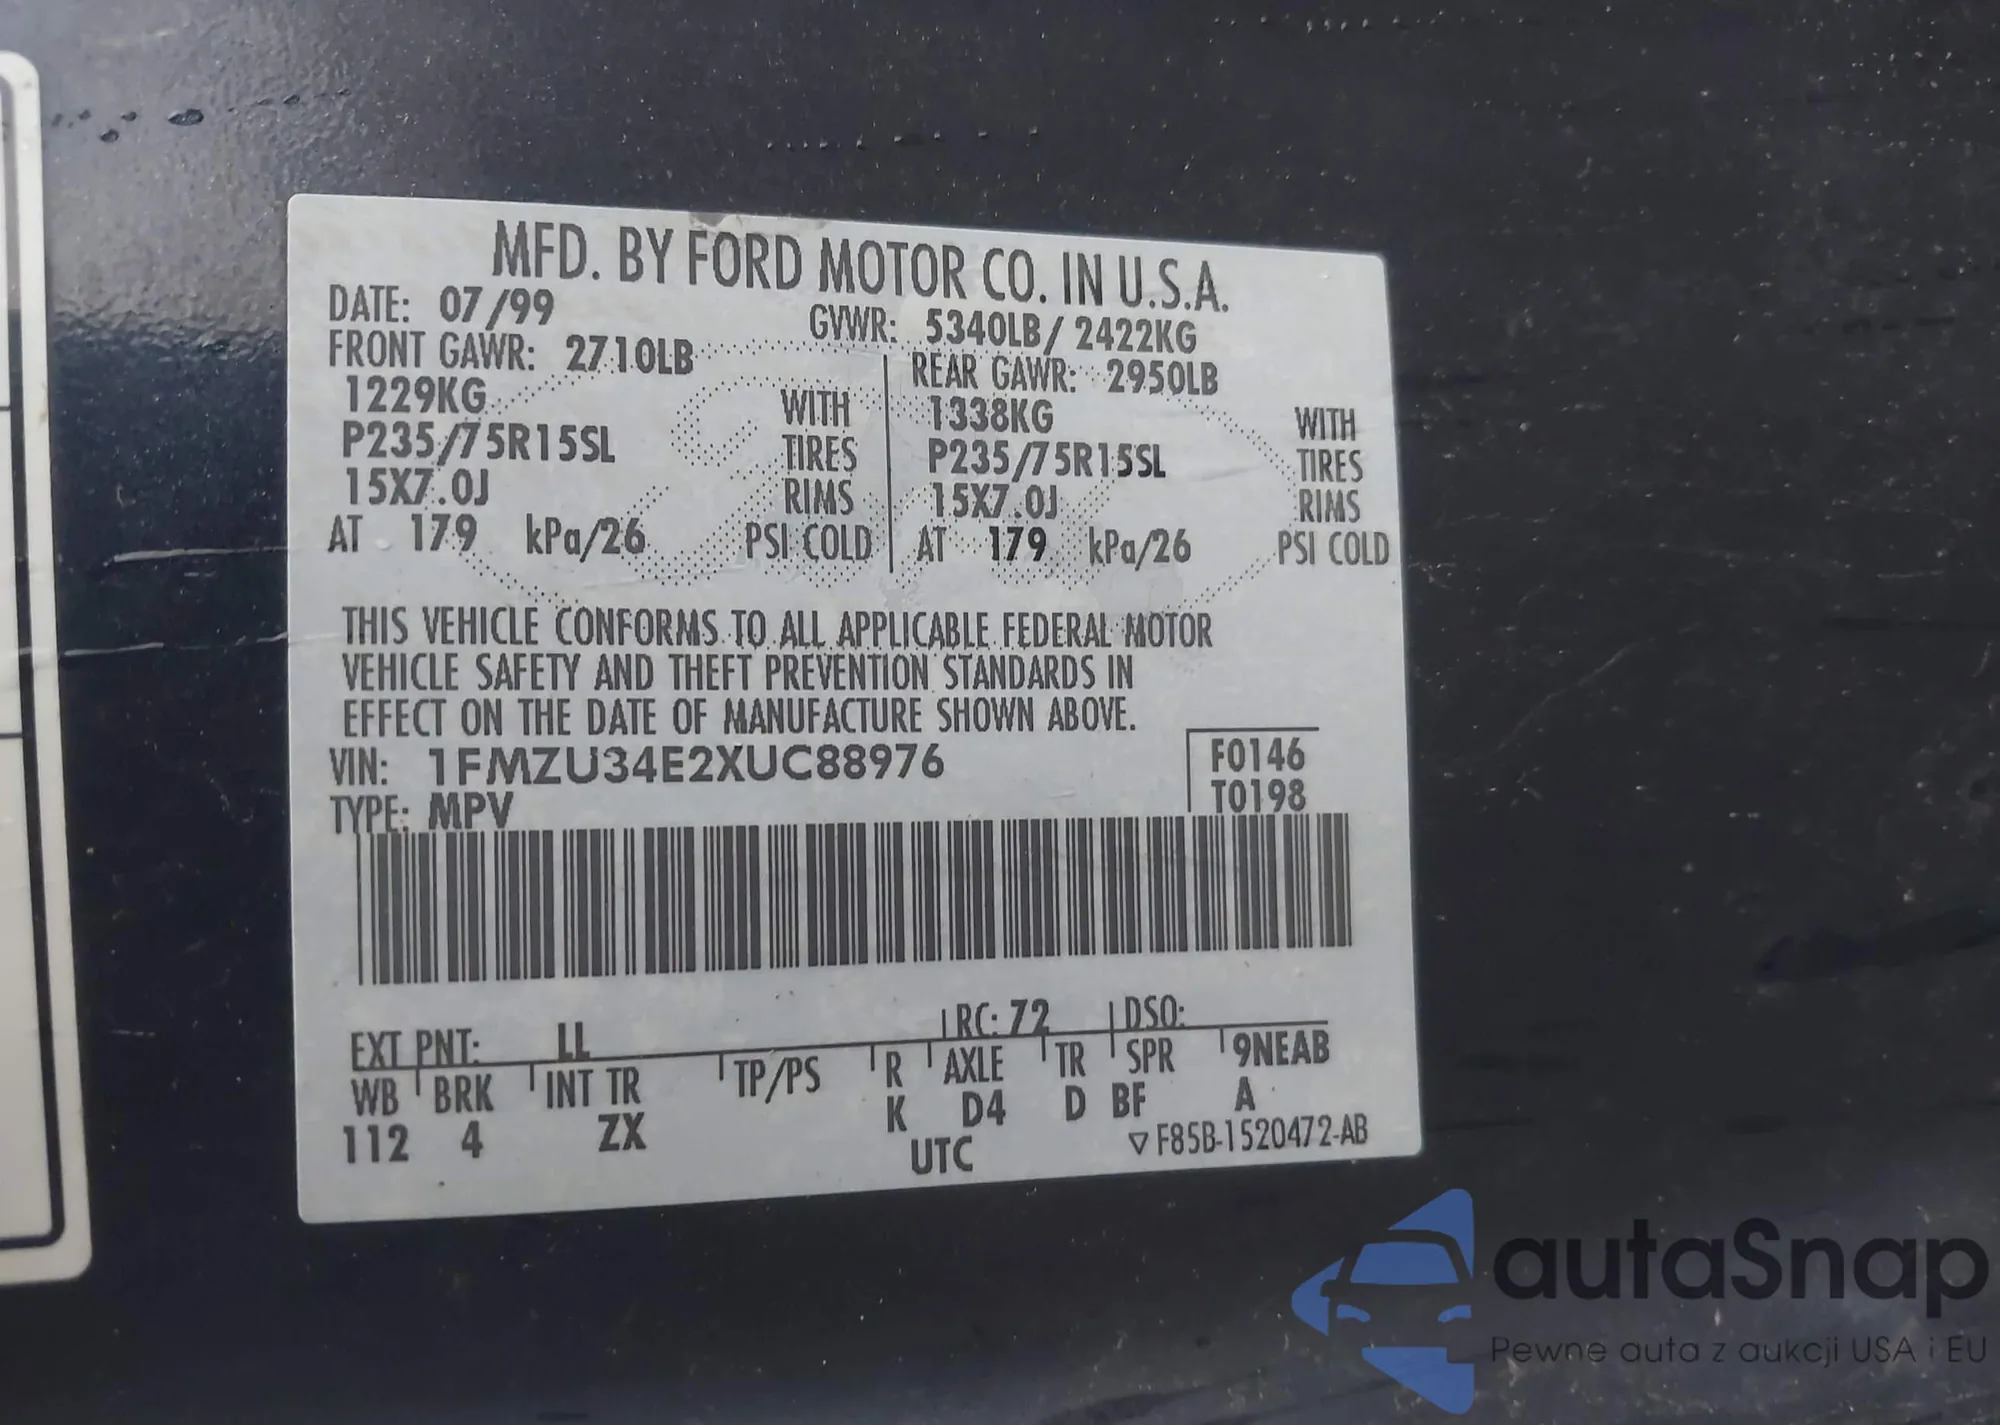 MFD. BY FORD MOTOR CO. IN U.S.A.
DATE: 07/99 GVWR: 5340LB/ 2422KG
FRONT GAWR: 2710LB REAR GAWR: 2950LB
1229KG WITH 1338KG WITH
P235/75R15SL TIRES P235/75R15SL TIRES
15X7.0J RIMS 15X7.0J RIMS
AT 179 kPa/26 PSI COLD AT 179 kPa/26 PSI COLD
THIS VEHICLE CONFORMS TO ALL APPLICABLE FEDERAL MOTOR
VEHICLE SAFETY AND THEFT PREVENTION STANDARDS IN
EFFECT ON THE DATE OF MANUFACTURE SHOWN ABOVE.
VIN: 1FMZU34E2XUC88976 F0146
TYPE: MPV T0198
EXT PNT: LL RC: 72 DSO:
WB BRK INT TR TP/PS R AXLE TR SPR 9NEAB
112 4 ZX K D4 D BF A
UTC ▽F85B-1520472-AB
autaSnap
Pewne auta z aukcji USA i EU